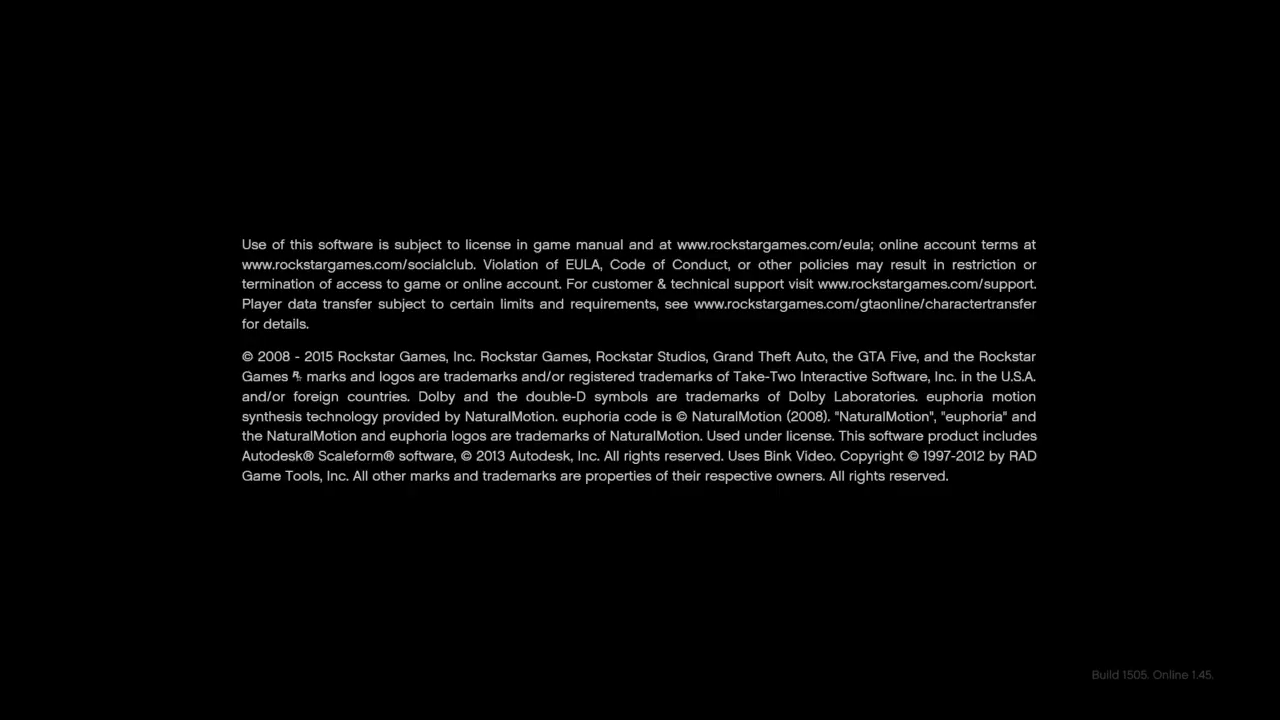 Use of this software is subject to license in game manual and at www.rockstargames.com/eula; online account terms at
www.rockstargames.com/socialclub. Violation of EULA, Code of Conduct, or other policies may result in restriction or
termination of access to game or online account. For customer & technical support visit www.rockstargames.com/support.
Player data transfer subject to certain limits and requirements, see www.rockstargames.com/gtaonline/charactertransfer
for details.
© 2008 - 2015 Rockstar Games, Inc. Rockstar Games, Rockstar Studios, Grand Theft Auto, the GTA Five, and the Rockstar
Games R* marks and logos are trademarks and/or registered trademarks of Take-Two Interactive Software, Inc. in the U.S.A.
and/or foreign countries. Dolby and the double-D symbols are trademarks of Dolby Laboratories. euphoria motion
synthesis technology provided by NaturalMotion. euphoria code is © NaturalMotion (2008). "NaturalMotion", "euphoria" and
the NaturalMotion and euphoria logos are trademarks of NaturalMotion. Used under license. This software product includes
Autodesk® Scaleform® software, © 2013 Autodesk, Inc. All rights reserved. Uses Bink Video. Copyright © 1997-2012 by RAD
Game Tools, Inc. All other marks and trademarks are properties of their respective owners. All rights reserved.
Build 1505. Online 1.45.